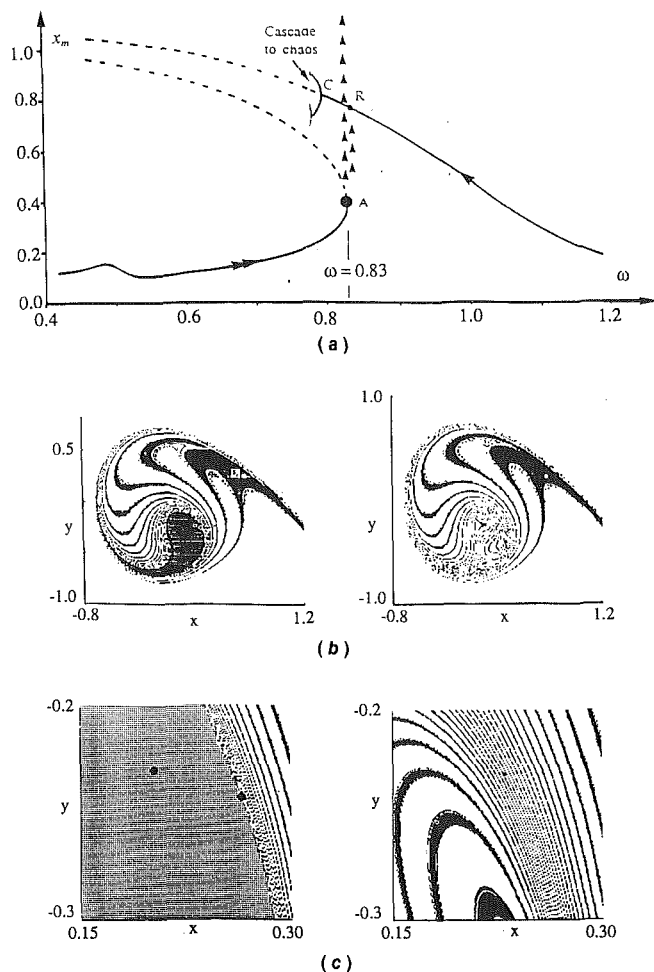 1.0
x_m
Cascade
to chaos
C
R
0.8
0.6
0.4
A
0.2
ω = 0.83
ω
0.0
0.4
0.6
0.8
1.0
1.2
(a)
0.5
y
-1.0
-0.8
x
1.2
1.0
y
-1.0
-0.8
x
1.2
(b)
-0.2
y
-0.3
0.15
x
0.30
-0.2
y
-0.3
0.15
x
0.30
(c)